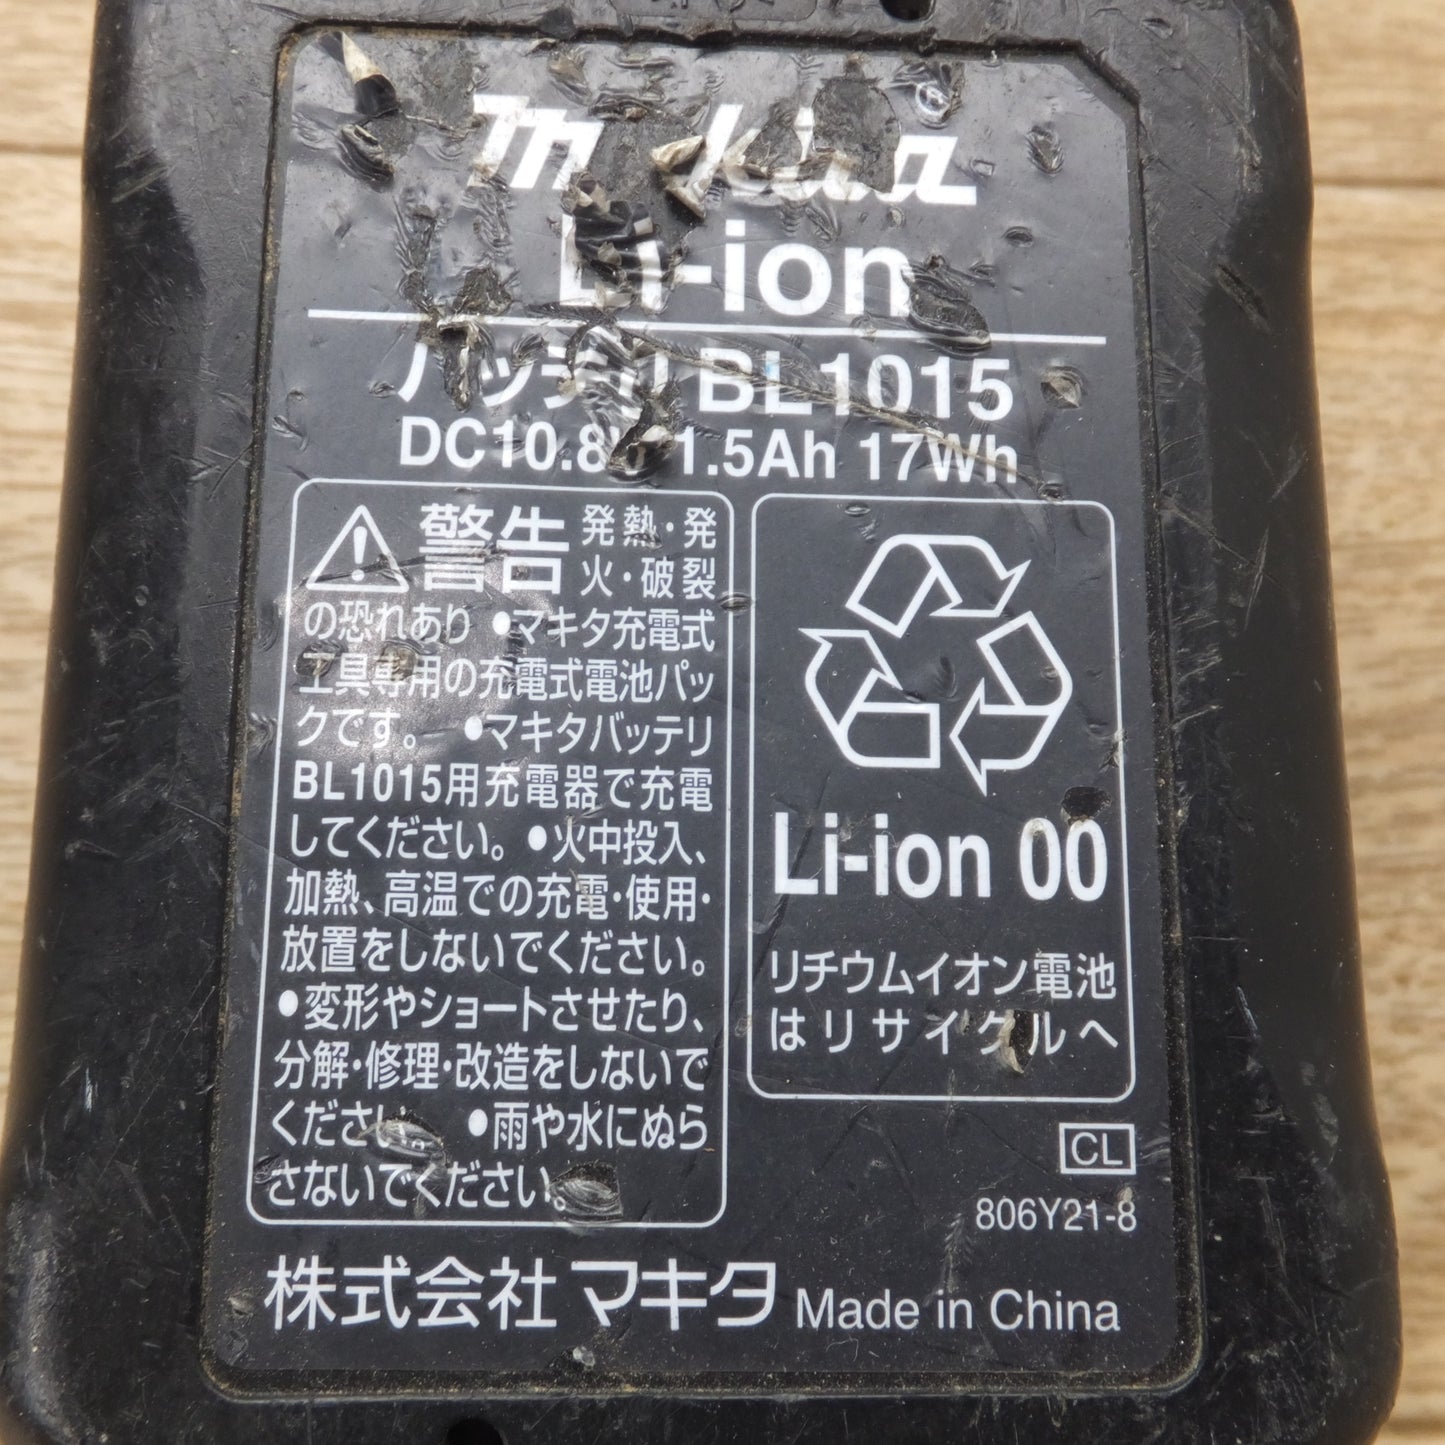 makita
Li-ion
バッテリ BL1015
DC10.8V 1.5Ah 17Wh
警告 発熱・発
火・破裂
の恐れあり ●マキタ充電式
工具専用の充電式電池パッ
クです。 ●マキタバッテリ
BL1015用充電器で充電
してください。 ●火中投入、
加熱、高温での充電・使用・
放置をしないでください。
●変形やショートさせたり、
分解・修理・改造をしないで
ください。 ●雨や水にぬら
さないでください。
Li-ion 00
リチウムイオン電池
はリサイクルへ
CL
806Y21-8
株式会社マキタ Made in China